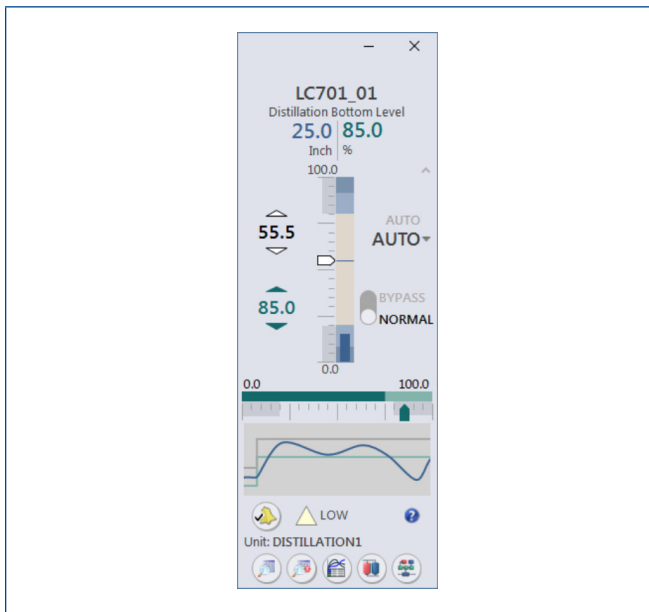 LC701_01
Distillation Bottom Level
25.0 85.0
Inch %
100.0
AUTO
55.5
AUTO
85.0
BYPASS
NORMAL
0.0
0.0 100.0
LOW
Unit: DISTILLATION1